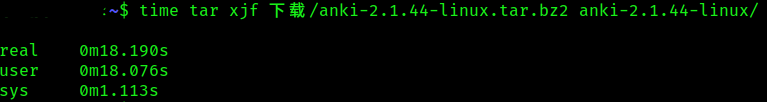 :~$ time tar xjf 下载/anki-2.1.44-linux.tar.bz2 anki-2.1.44-linux/
real 0m18.190s
user 0m18.076s
sys 0m1.113s